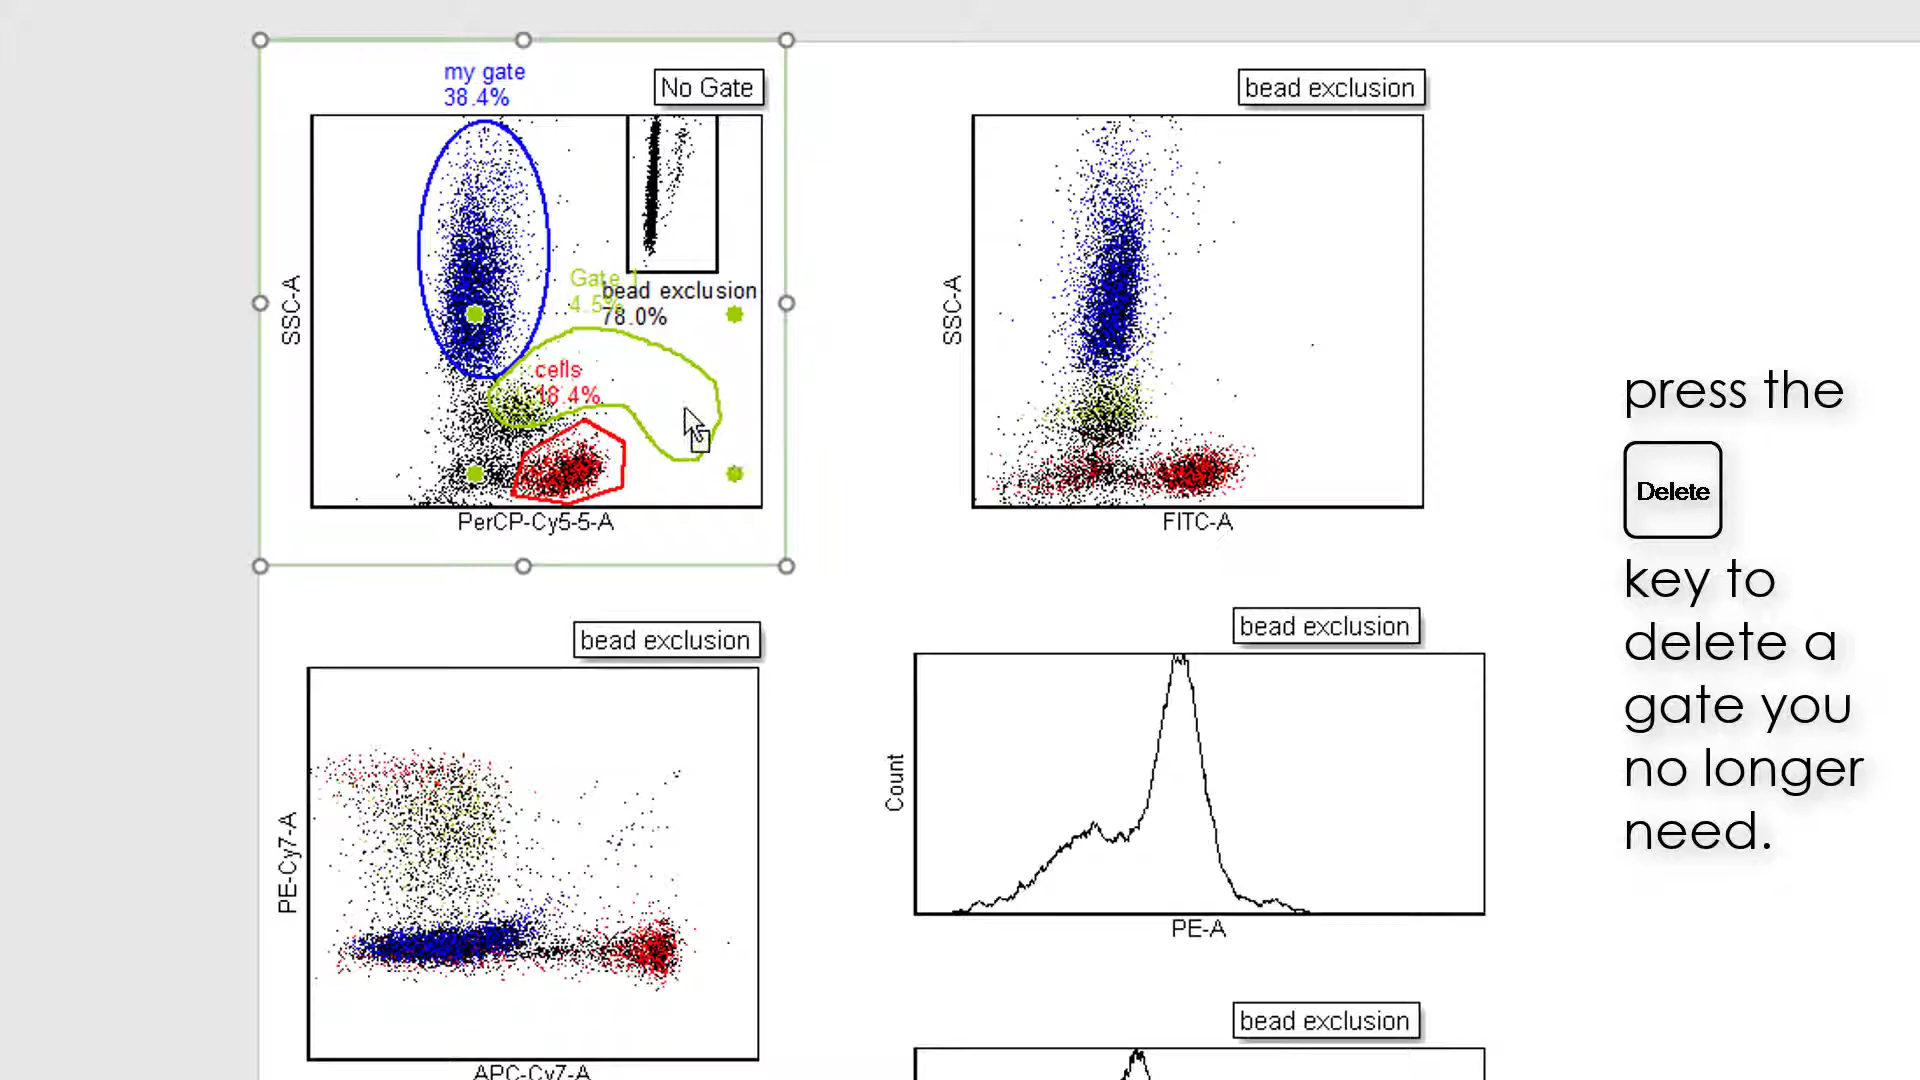 my gate
38.4%
No Gate
Gate 1
4.5%
bead exclusion
78.0%
cells
18.4%
SSC-A
PerCP-Cy5-5-A
bead exclusion
SSC-A
FITC-A
press the
Delete
key to
delete a
gate you
no longer
need.
bead exclusion
PE-Cy7-A
APC-Cy7-A
bead exclusion
Count
PE-A
bead exclusion